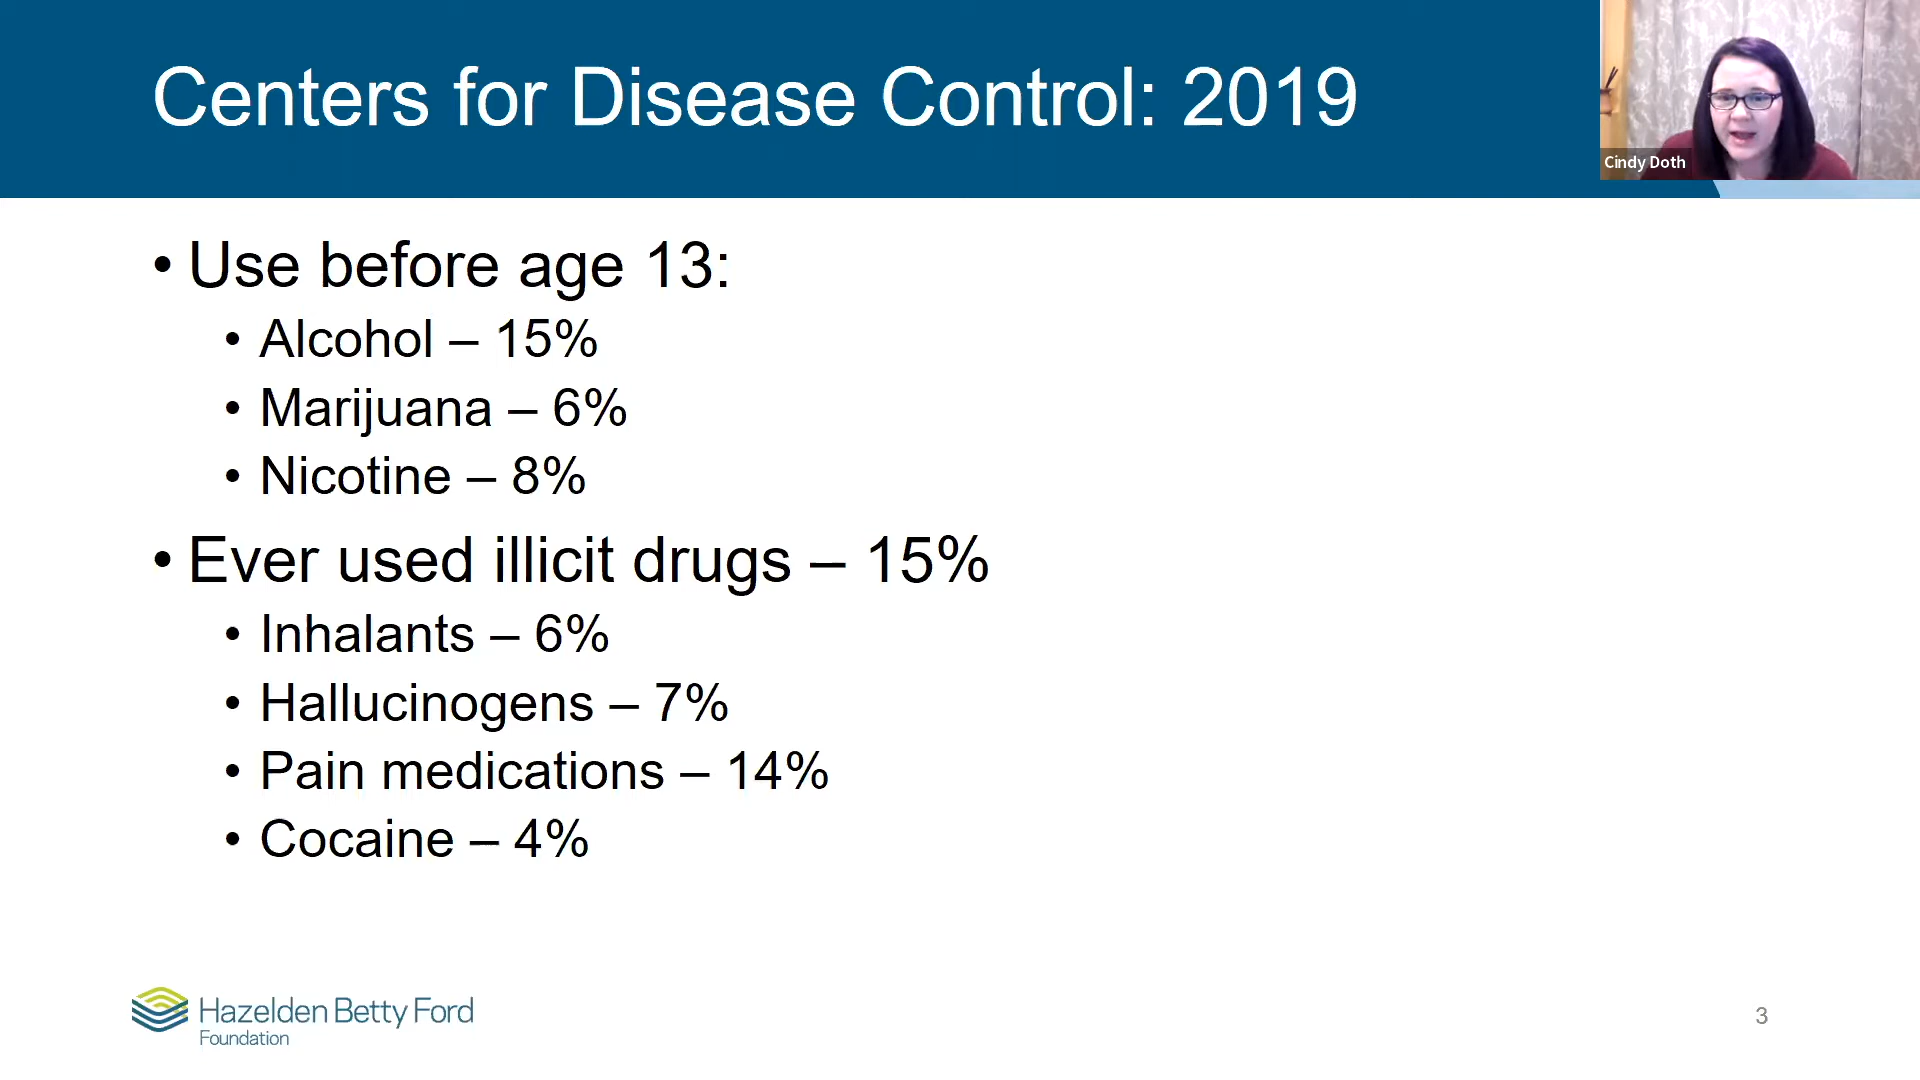 Centers for Disease Control: 2019
Cindy Doth
• Use before age 13:
• Alcohol – 15%
• Marijuana – 6%
• Nicotine – 8%
• Ever used illicit drugs – 15%
• Inhalants – 6%
• Hallucinogens – 7%
• Pain medications – 14%
• Cocaine – 4%
Hazelden Betty Ford
Foundation
3